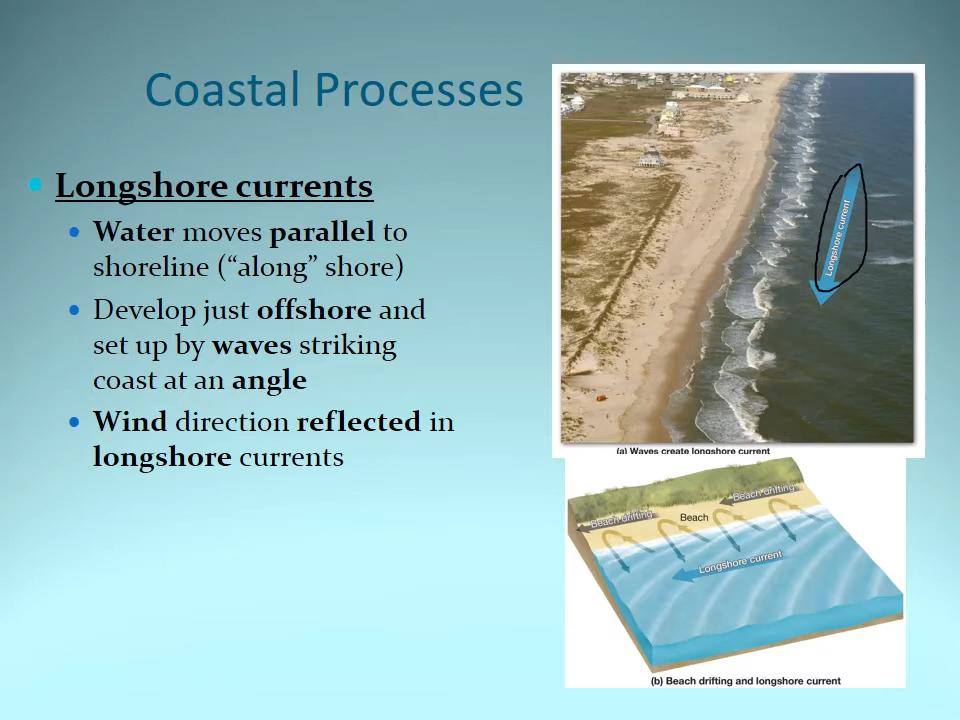 Coastal Processes
Longshore currents
Water moves parallel to
shoreline (“along” shore)
Develop just offshore and
set up by waves striking
coast at an angle
Wind direction reflected in
longshore currents
Longshore current
(a) Waves create longshore current
Beach drifting
Beach drifting
Beach
Longshore current
(b) Beach drifting and longshore current